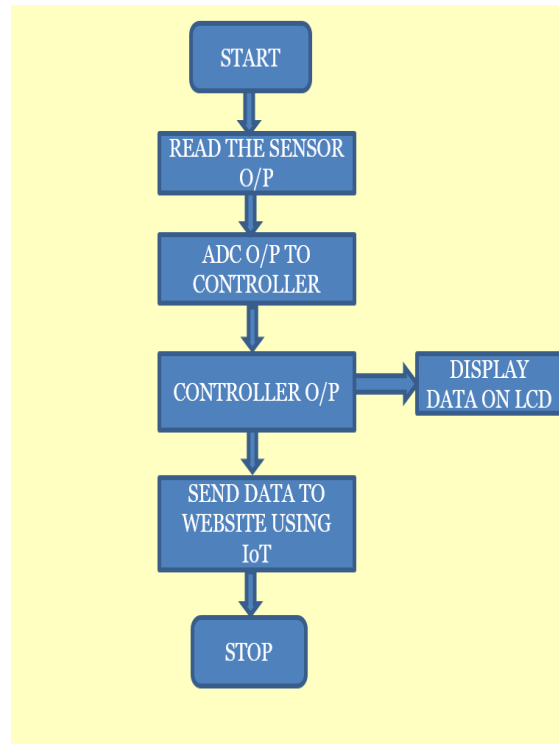 START
READ THE SENSOR
O/P
ADC O/P TO
CONTROLLER
CONTROLLER O/P
DISPLAY
DATA ON LCD
SEND DATA TO
WEBSITE USING
IoT
STOP